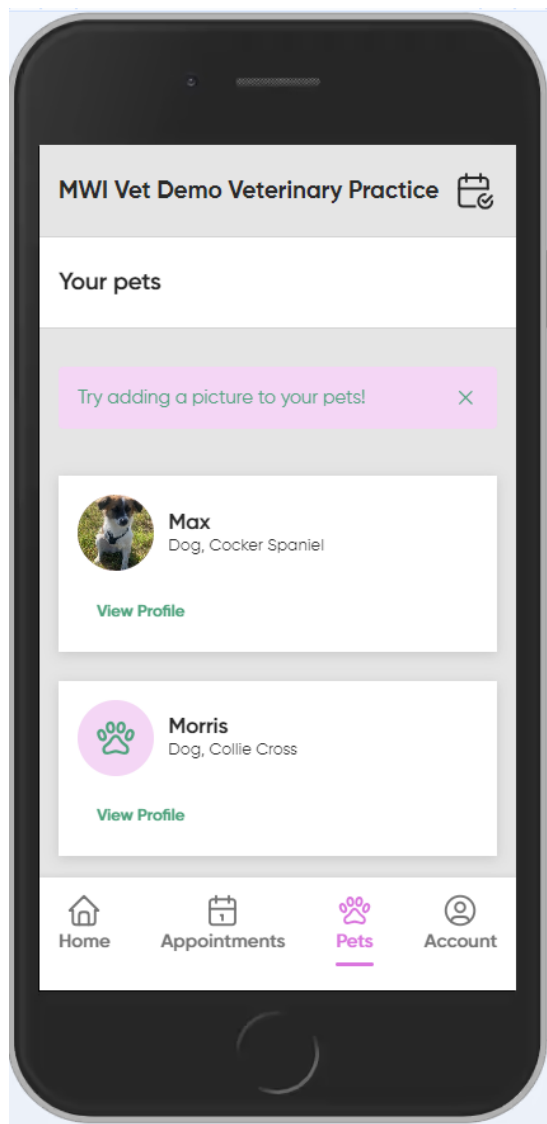 MWI Vet Demo Veterinary Practice
Your pets
Try adding a picture to your pets!
Max
Dog, Cocker Spaniel
View Profile
Morris
Dog, Collie Cross
View Profile
1
Home
Appointments
Pets
Account